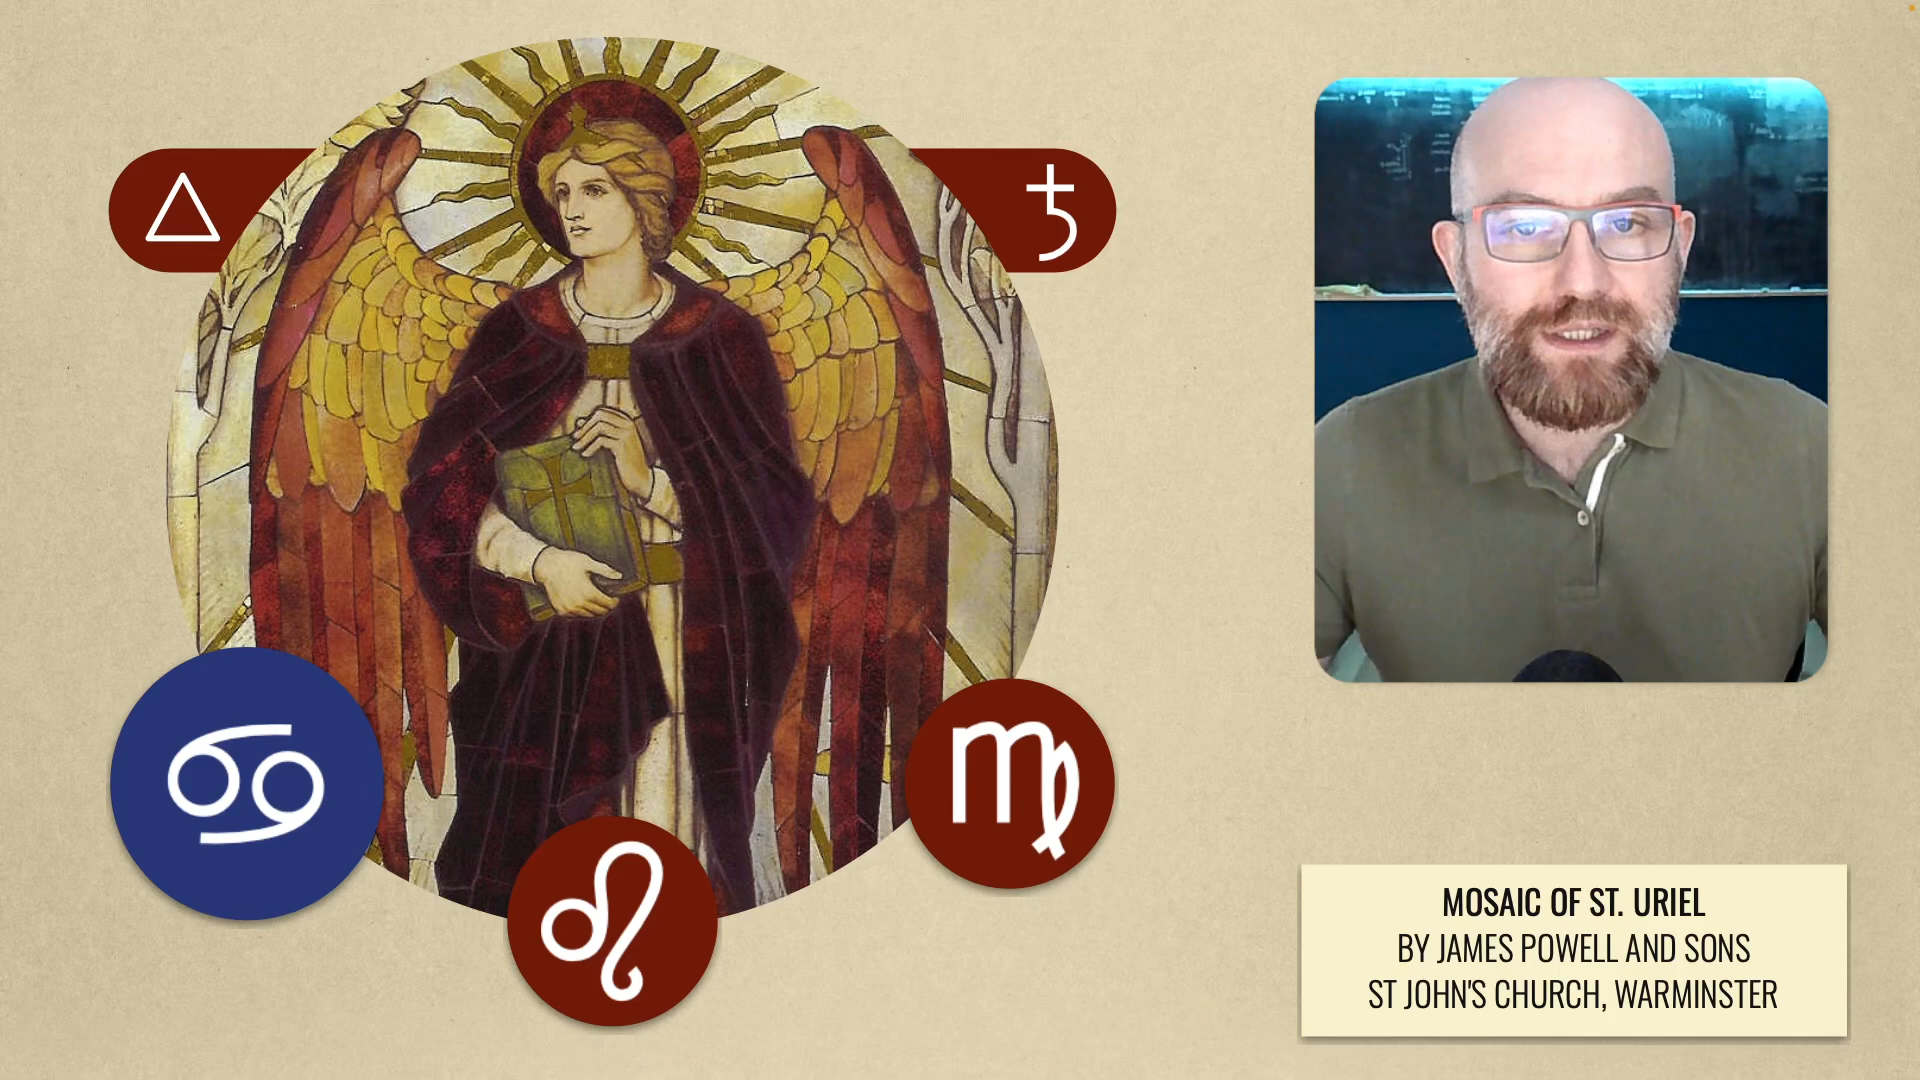 MOSAIC OF ST. URIEL
BY JAMES POWELL AND SONS
ST JOHN'S CHURCH, WARMINSTER